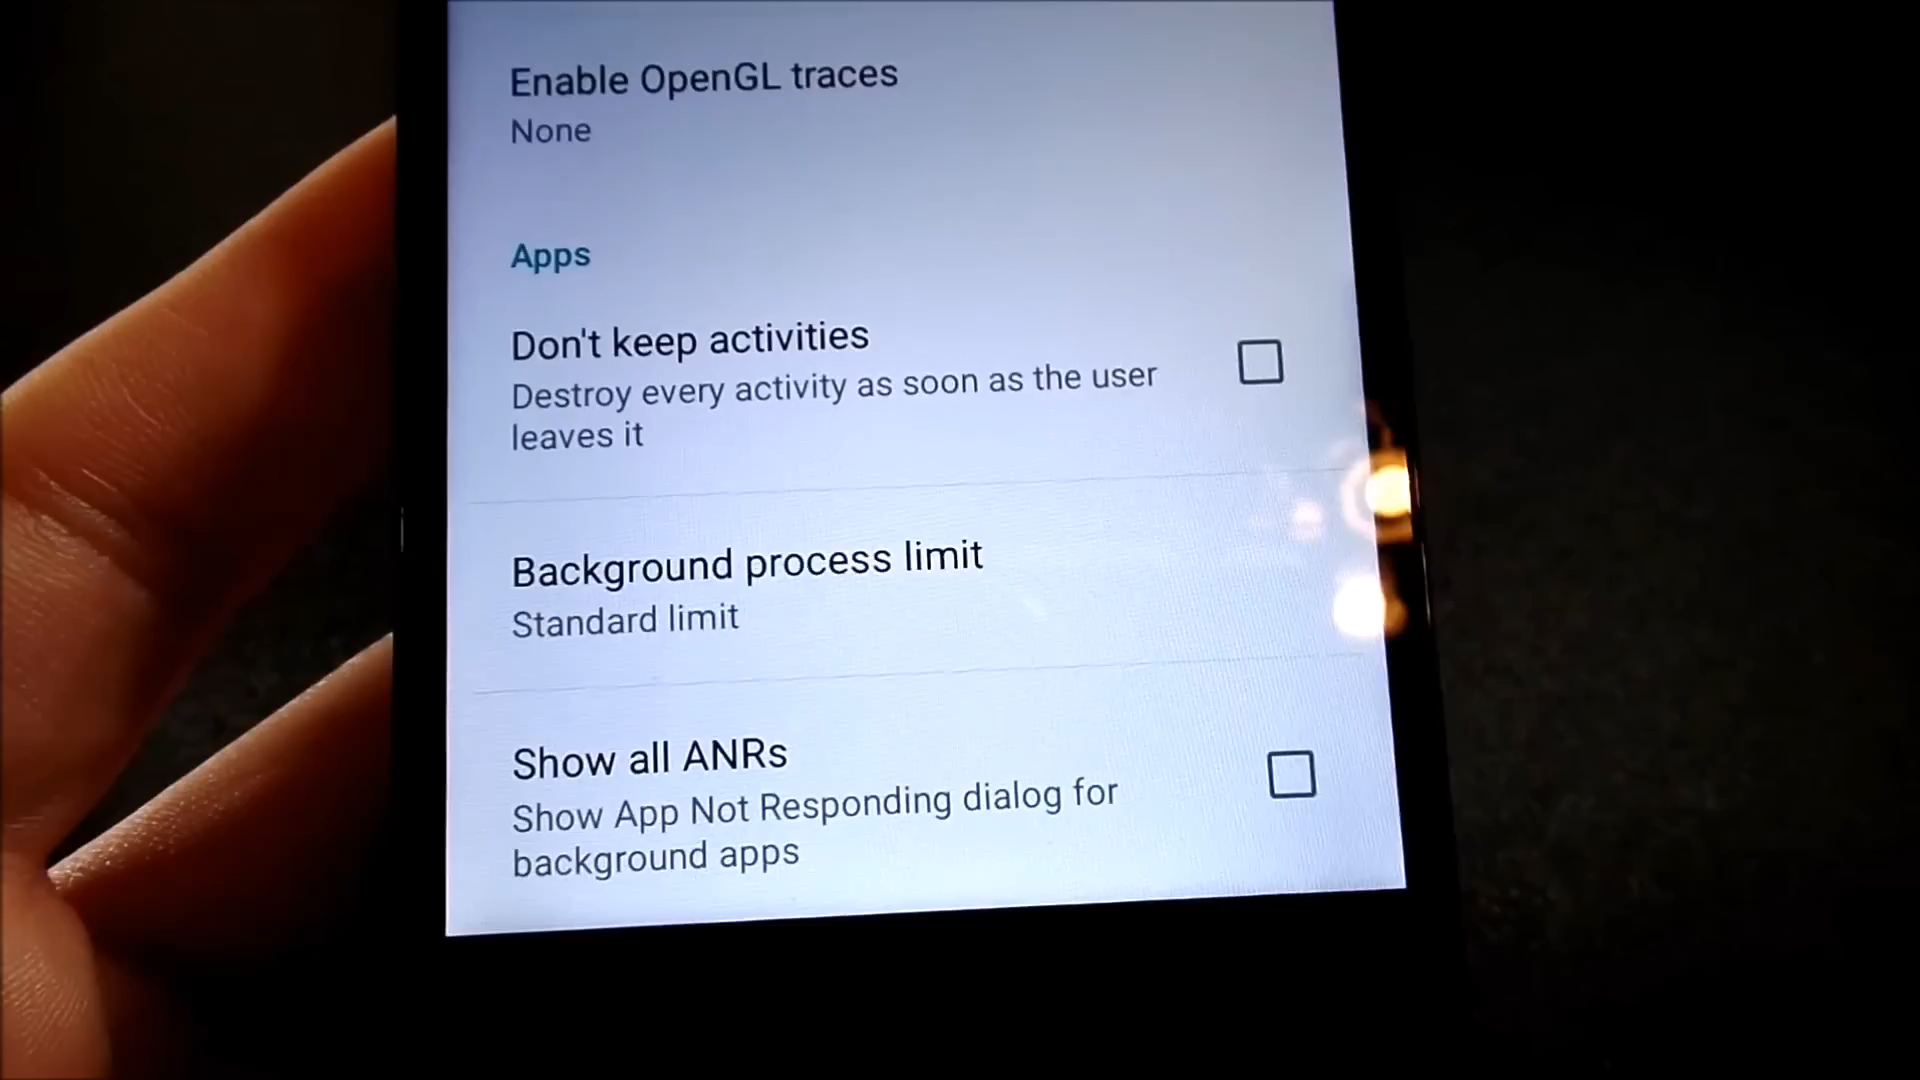 Enable OpenGL traces
None
Apps
Don't keep activities
Destroy every activity as soon as the user
leaves it
Background process limit
Standard limit
Show all ANRs
Show App Not Responding dialog for
background apps